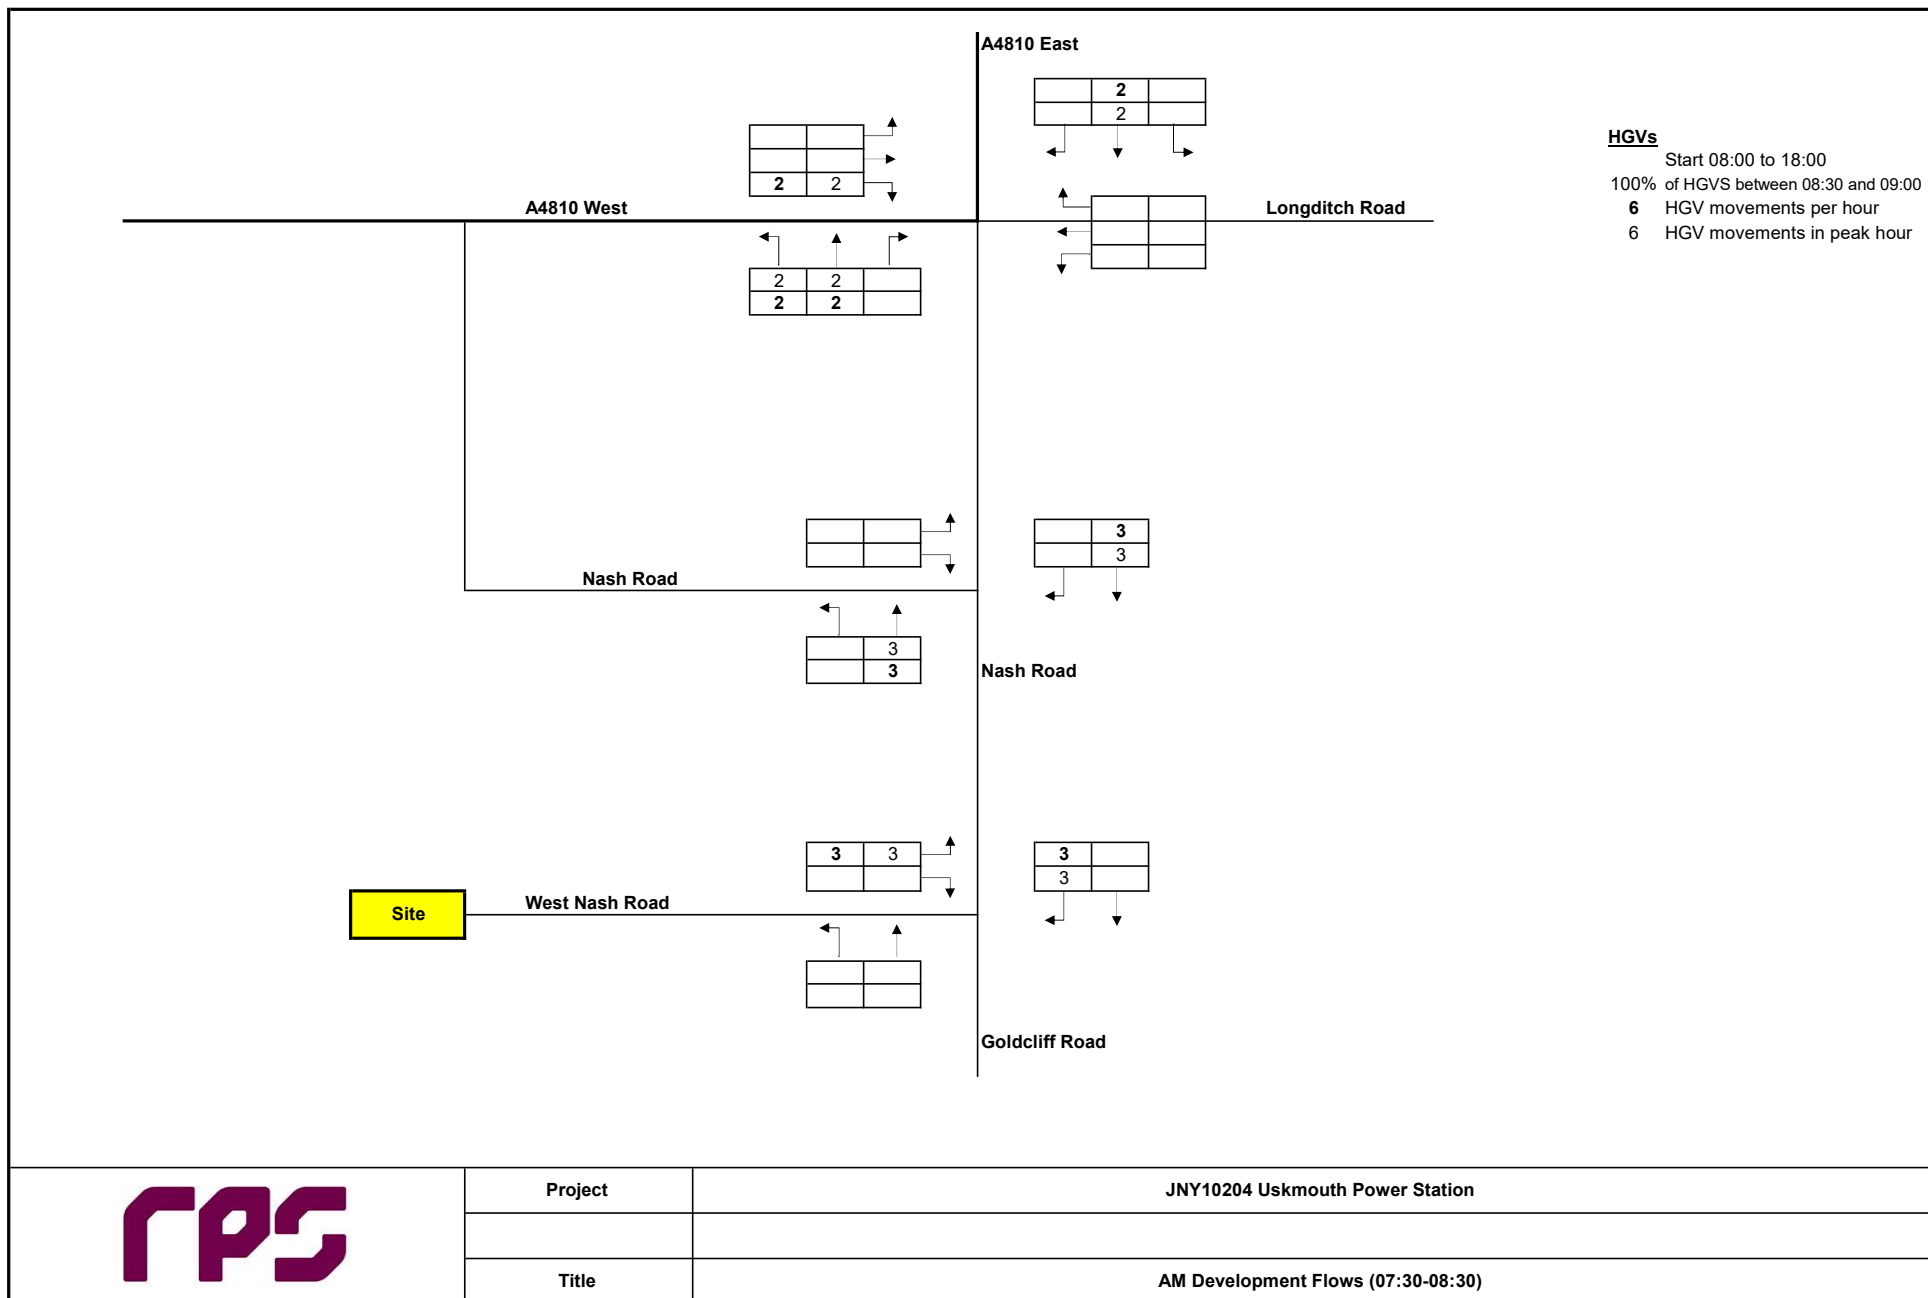 A4810 East
2
2
HGVs
Start 08:00 to 18:00
100% of HGVS between 08:30 and 09:00
6 HGV movements per hour
6 HGV movements in peak hour
2 2
A4810 West
Longditch Road
2 2
2 2
3
3
Nash Road
3
3
Nash Road
3 3
3
3
Site
West Nash Road
Goldcliff Road
rps
Project JNY10204 Uskmouth Power Station
Title AM Development Flows (07:30-08:30)